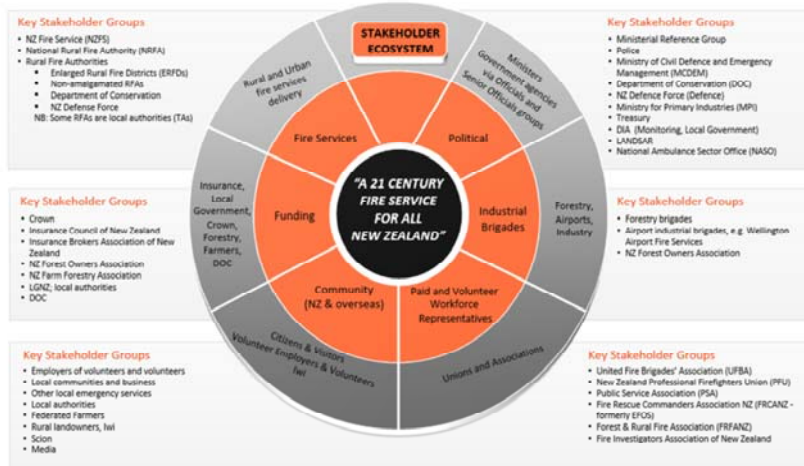 Key Stakeholder Groups
• NZ Fire Service (NZFS)
• National Rural Fire Authority (NRFA)
• Rural Fire Authorities
▪ Enlarged Rural Fire Districts (ERFDs)
▪ Non-amalgamated RFAs
▪ Department of Conservation
▪ NZ Defense Force
NB: Some RFAs are local authorities (TAs)
Key Stakeholder Groups
• Crown
• Insurance Council of New Zealand
• Insurance Brokers Association of New
Zealand
• NZ Forest Owners Association
• NZ Farm Forestry Association
• LGNZ; local authorities
• DOC
Key Stakeholder Groups
• Employers of volunteers and volunteers
• Local communities and business
• Other local emergency services
• Local authorities
• Federated Farmers
• Rural landowners, Iwi
• Scion
• Media
STAKEHOLDER
ECOSYSTEM
Rural and Urban
fire services
delivery
Ministers
Government agencies
via Officials and
Senior Officials groups
Fire Services
Political
Insurance,
Local
Government,
Crown,
Forestry,
Farmers,
DOC
Funding
"A 21 CENTURY
FIRE SERVICE
FOR ALL
NEW ZEALAND"
Industrial
Brigades
Forestry,
Airports,
Industry
Community
(NZ & overseas)
Paid and Volunteer
Workforce
Representatives
Citizens & Visitors
Volunteer Employers & Volunteers
Iwi
Unions and Associations
Key Stakeholder Groups
• Ministerial Reference Group
• Police
• Ministry of Civil Defence and Emergency
Management (MCDEM)
• Department of Conservation (DOC)
• NZ Defence Force (Defence)
• Ministry for Primary Industries (MPI)
• Treasury
• DIA (Monitoring, Local Government)
• LANDSAR
• National Ambulance Sector Office (NASO)
Key Stakeholder Groups
• Forestry brigades
• Airport industrial brigades, e.g. Wellington
Airport Fire Services
• NZ Forest Owners Association
Key Stakeholder Groups
• United Fire Brigades' Association (UFBA)
• New Zealand Professional Firefighters Union (PFU)
• Public Service Association (PSA)
• Fire Rescue Commanders Association NZ (FRCANZ -
formerly EFOS)
• Forest & Rural Fire Association (FRFANZ)
• Fire Investigators Association of New Zealand